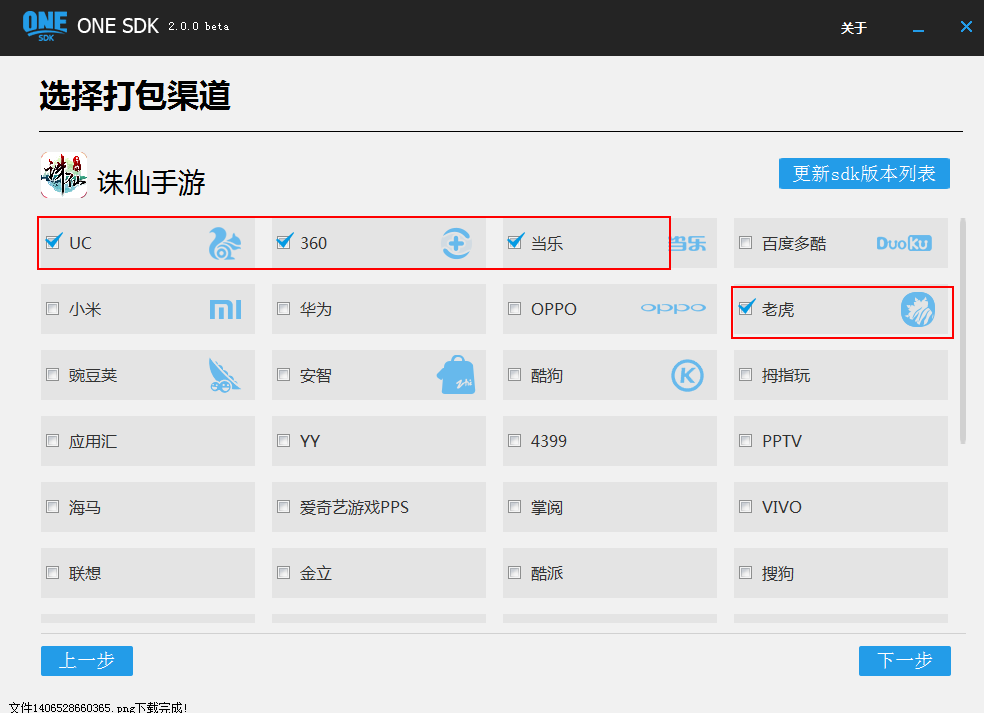 ONE SDK ONE SDK 2.0.0 beta 关于
选择打包渠道
诛仙 诛仙手游 更新sdk版本列表
UC 360 当乐 当乐 百度多酷 DuoKu
小米 MI 华为 OPPO oppo 老虎
豌豆荚 安智 酷狗 K 拇指玩
应用汇 YY 4399 PPTV
海马 爱奇艺游戏PPS 掌阅 VIVO
联想 金立 酷派 搜狗
上一步 下一步
文件1406528660365.png下载完成!